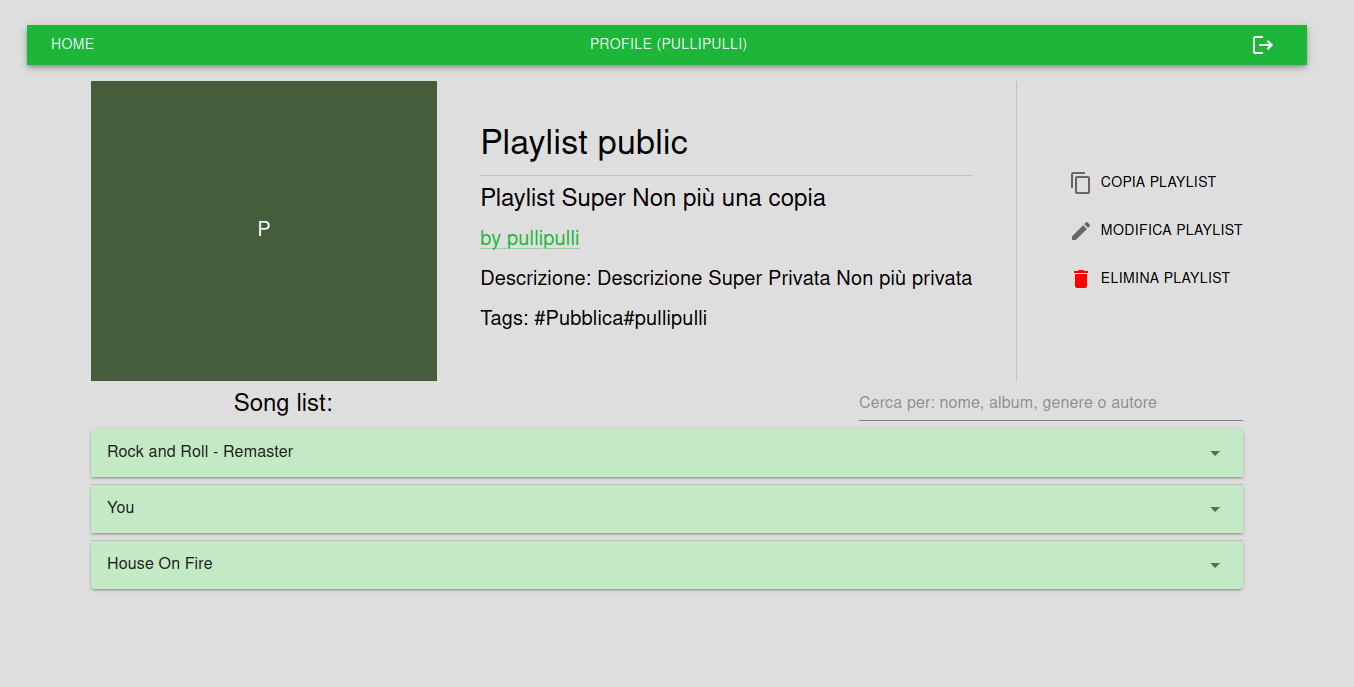 HOME
PROFILE (PULLIPULLI)
P
Playlist public
Playlist Super Non più una copia
by pullipulli
Descrizione: Descrizione Super Privata Non più privata
Tags: #Pubblica#pullipulli
COPIA PLAYLIST
MODIFICA PLAYLIST
ELIMINA PLAYLIST
Song list:
Cerca per: nome, album, genere o autore
Rock and Roll - Remaster
You
House On Fire